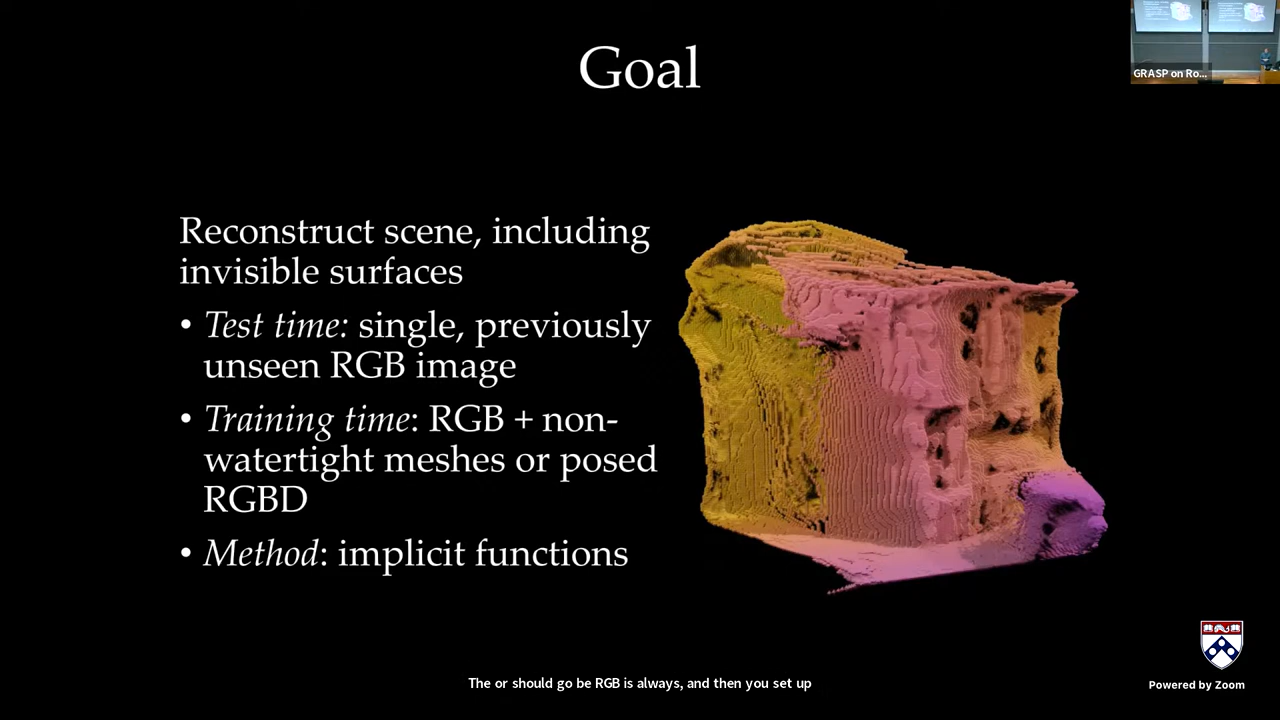 Goal
GRASP on Ro...
Reconstruct scene, including
invisible surfaces
• Test time: single, previously
unseen RGB image
• Training time: RGB + non-
watertight meshes or posed
RGBD
• Method: implicit functions
The or should go be RGB is always, and then you set up
Powered by Zoom